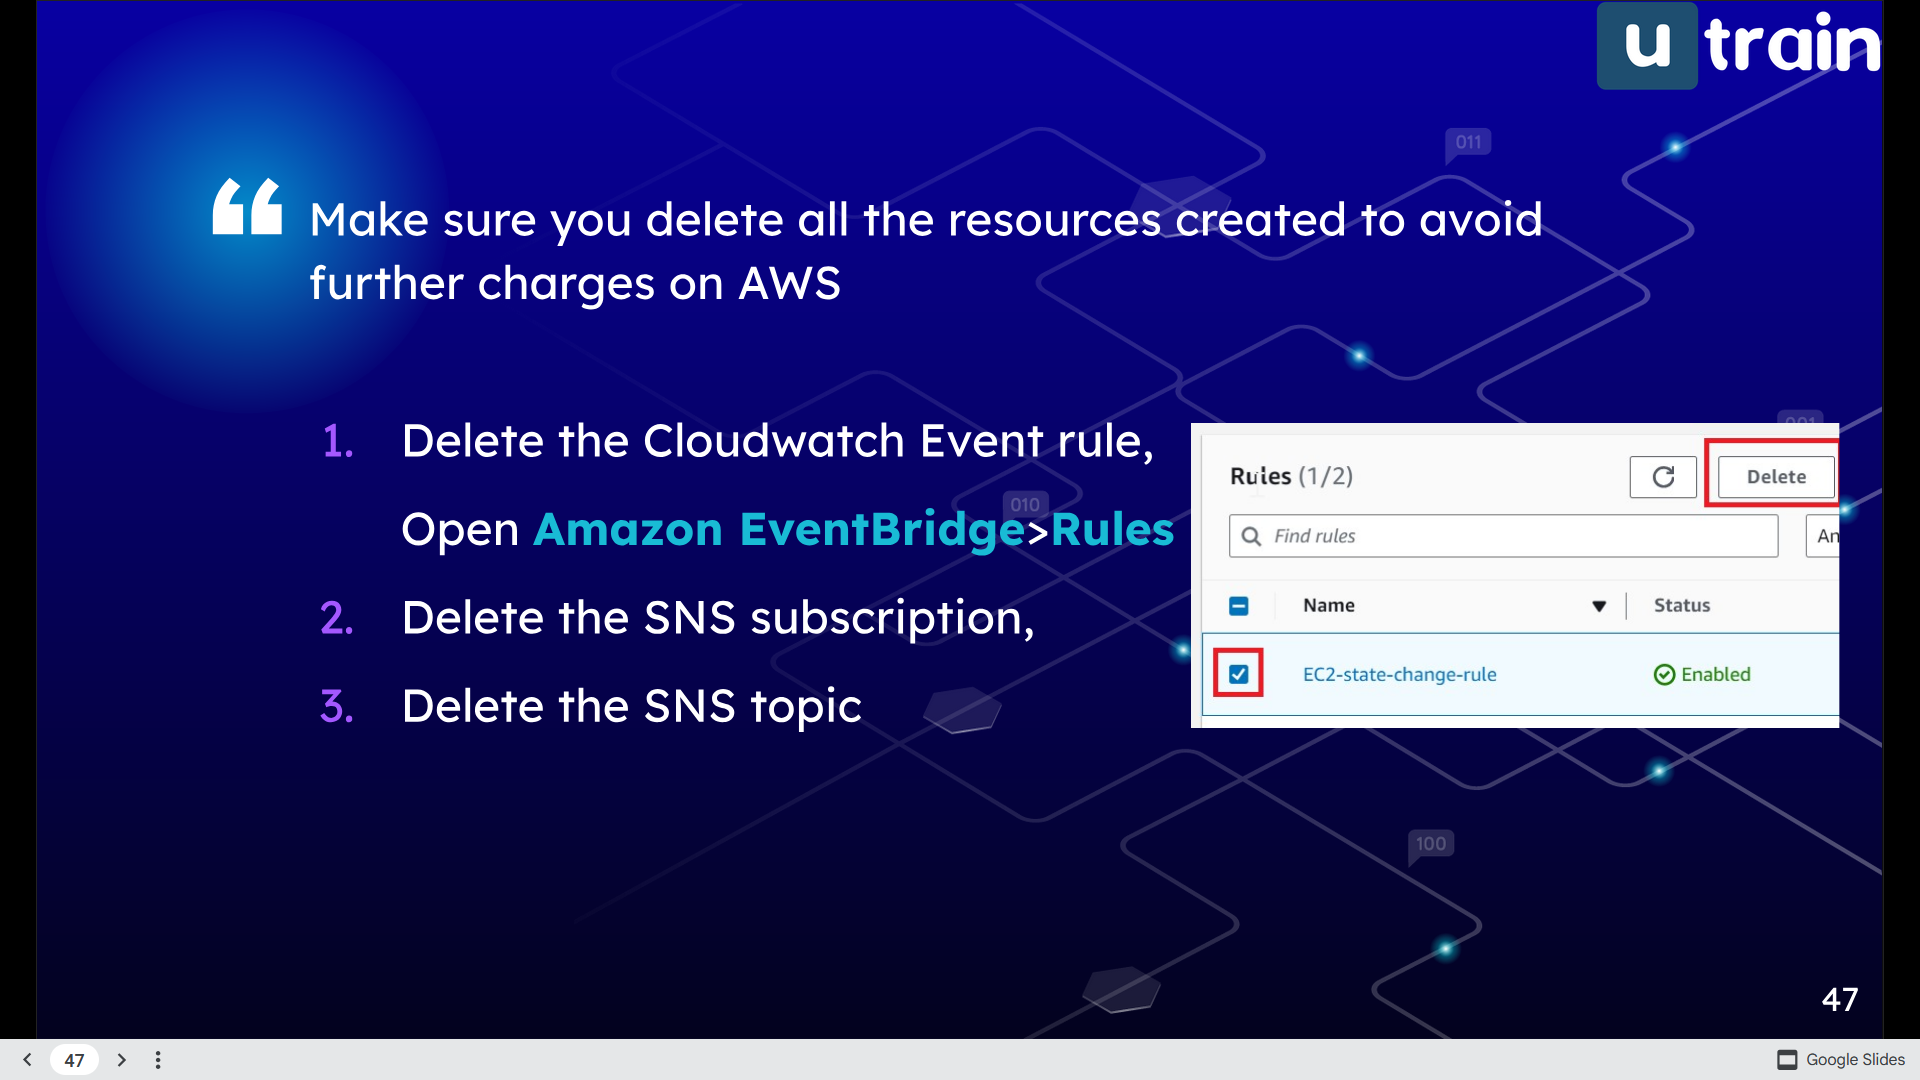 u train
011
“ Make sure you delete all the resources created to avoid
further charges on AWS
1. Delete the Cloudwatch Event rule,
Open Amazon EventBridge>Rules
2. Delete the SNS subscription,
3. Delete the SNS topic
001
010
Rules (1/2)
Delete
Find rules
An
Name
Status
EC2-state-change-rule
Enabled
100
47
47
Google Slides